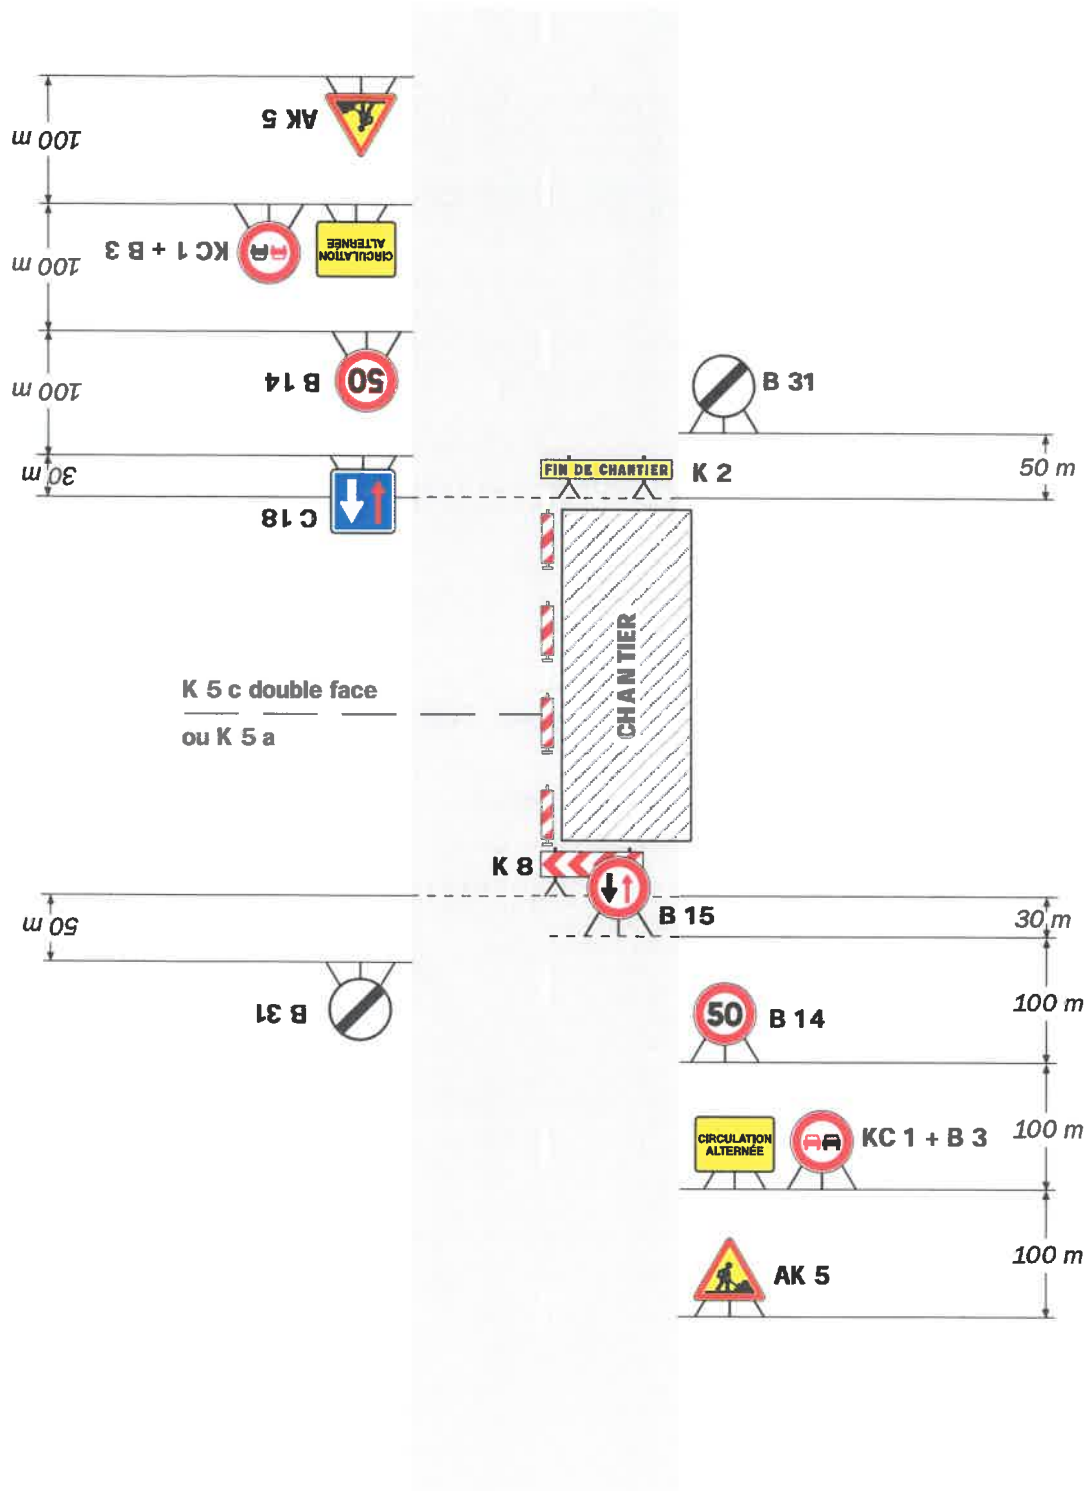 AK 5
100 m
KC 1 + B 3
CIRCULATION
ALTERNÉE
100 m
B 14
50
100 m
30 m
C 18
B 31
50 m
FIN DE CHANTIER
K 2
CHANTIER
K 5 c double face
ou K 5 a
K 8
B 15
30 m
50 m
B 31
50
B 14
100 m
CIRCULATION
ALTERNÉE
KC 1 + B 3
100 m
AK 5
100 m